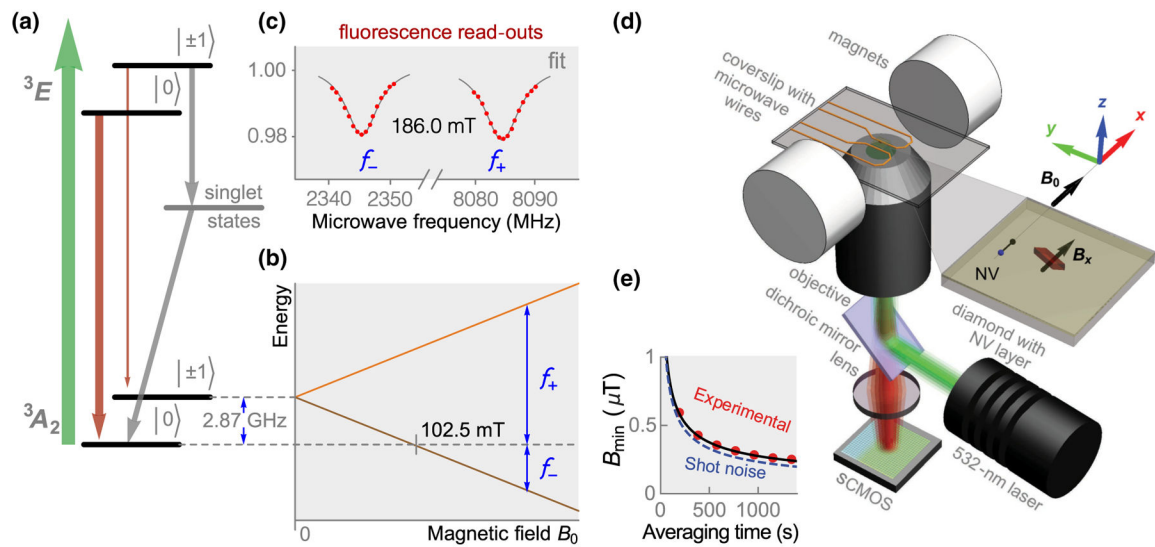 (a)
|±1⟩
|0⟩
³E
singlet
states
|±1⟩
³A₂
|0⟩
2.87 GHz
(c)
fluorescence read-outs
fit
1.00
0.98
186.0 mT
f₋
f₊
2340
2350
8080
8090
Microwave frequency (MHz)
(b)
Energy
f₊
102.5 mT
f₋
0
Magnetic field B₀
(d)
magnets
coverslip with
microwave
wires
z
x
y
B₀
NV
Bₓ
diamond with
NV layer
objective
dichroic mirror
lens
532-nm laser
sCMOS
(e)
1
0.5
0
B_min (μT)
Experimental
Shot noise
0
500
1000
Averaging time (s)